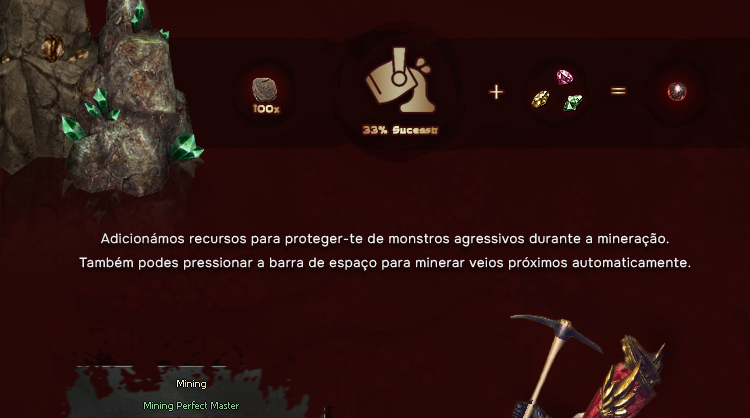 100x
33% Sucesso
+
=
Adicionámos recursos para proteger-te de monstros agressivos durante a mineração.
Também podes pressionar a barra de espaço para minerar veios próximos automaticamente.
Mining
Mining Perfect Master